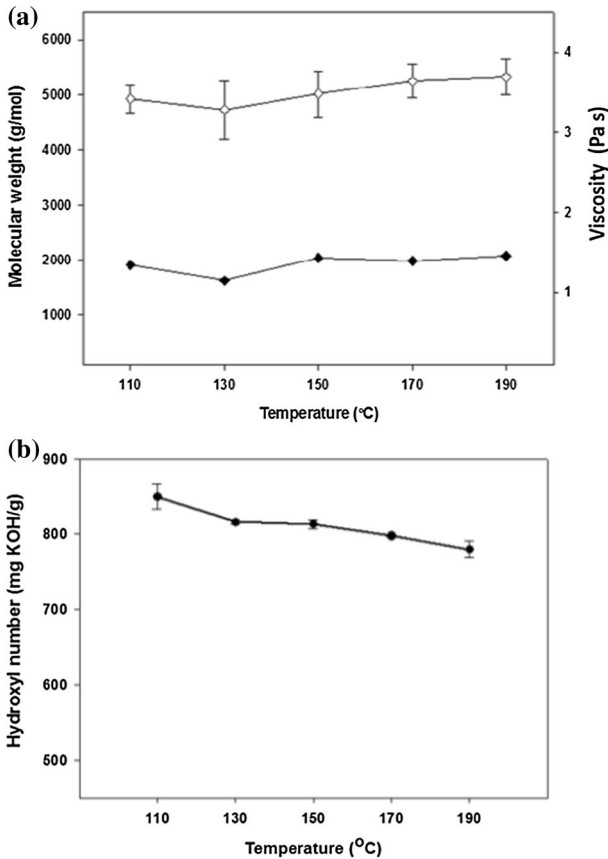 (a)
6000
5000
4000
3000
2000
1000
Molecular weight (g/mol)
4
3
2
1
Viscosity (Pa s)
110 130 150 170 190
Temperature (°C)
(b)
900
800
700
600
500
Hydroxyl number (mg KOH/g)
110 130 150 170 190
Temperature (°C)